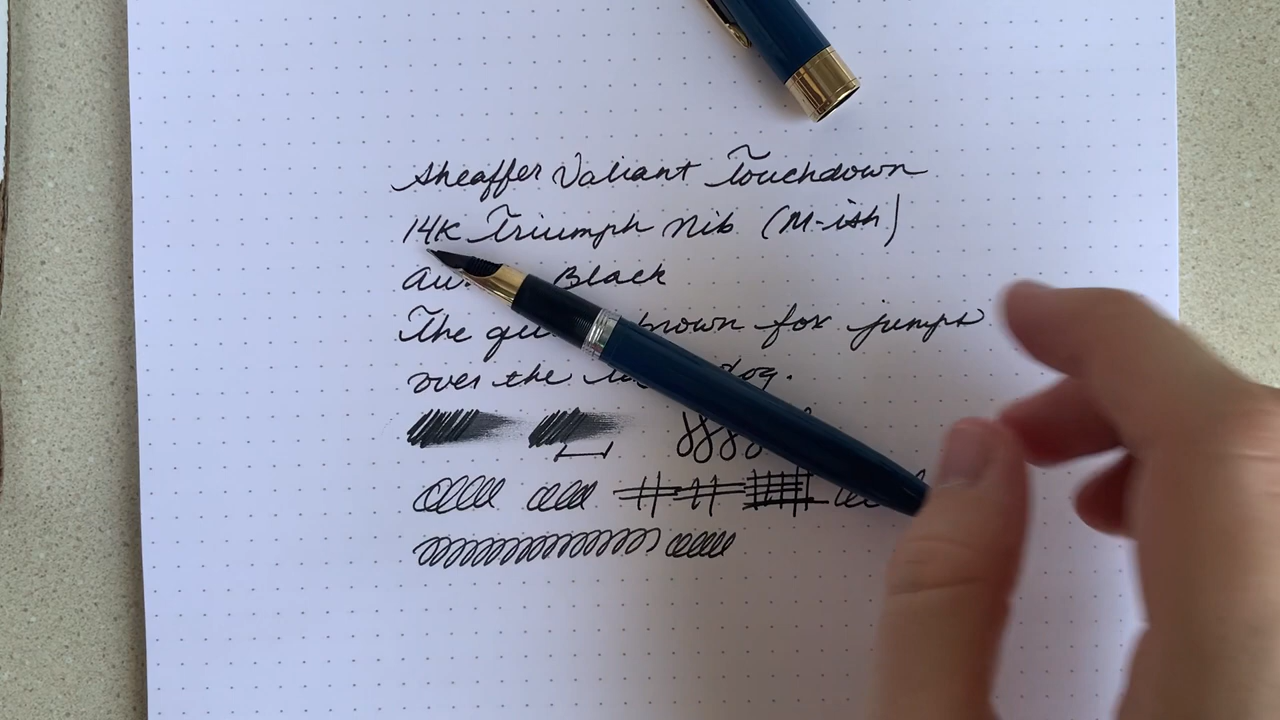 Sheaffer Valiant Touchdown
14K Triumph Nib (M-ish)
Black
The brown fox jumps
over the dog.